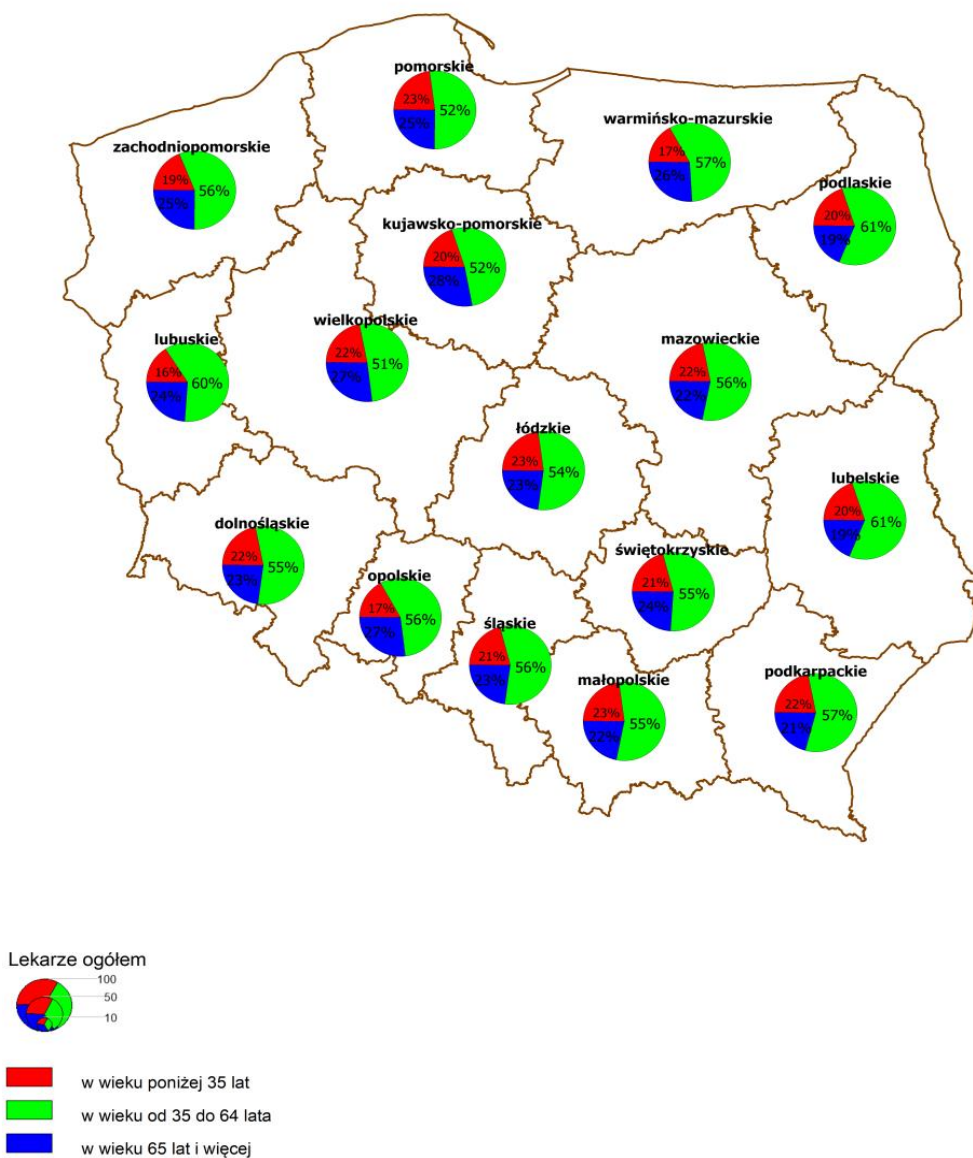 pomorskie
23%
52%
25%
warmińsko-mazurskie
17%
57%
26%
zachodniopomorskie
19%
56%
25%
podlaskie
20%
61%
19%
kujawsko-pomorskie
20%
52%
28%
wielkopolskie
22%
51%
27%
lubuskie
16%
60%
24%
mazowieckie
22%
56%
22%
łódzkie
23%
54%
23%
lubelskie
20%
61%
19%
dolnośląskie
22%
55%
23%
świętokrzyskie
21%
55%
24%
opolskie
17%
56%
27%
śląskie
21%
56%
23%
małopolskie
23%
55%
22%
podkarpackie
22%
57%
21%
Lekarze ogółem
100
50
10
w wieku poniżej 35 lat
w wieku od 35 do 64 lata
w wieku 65 lat i więcej